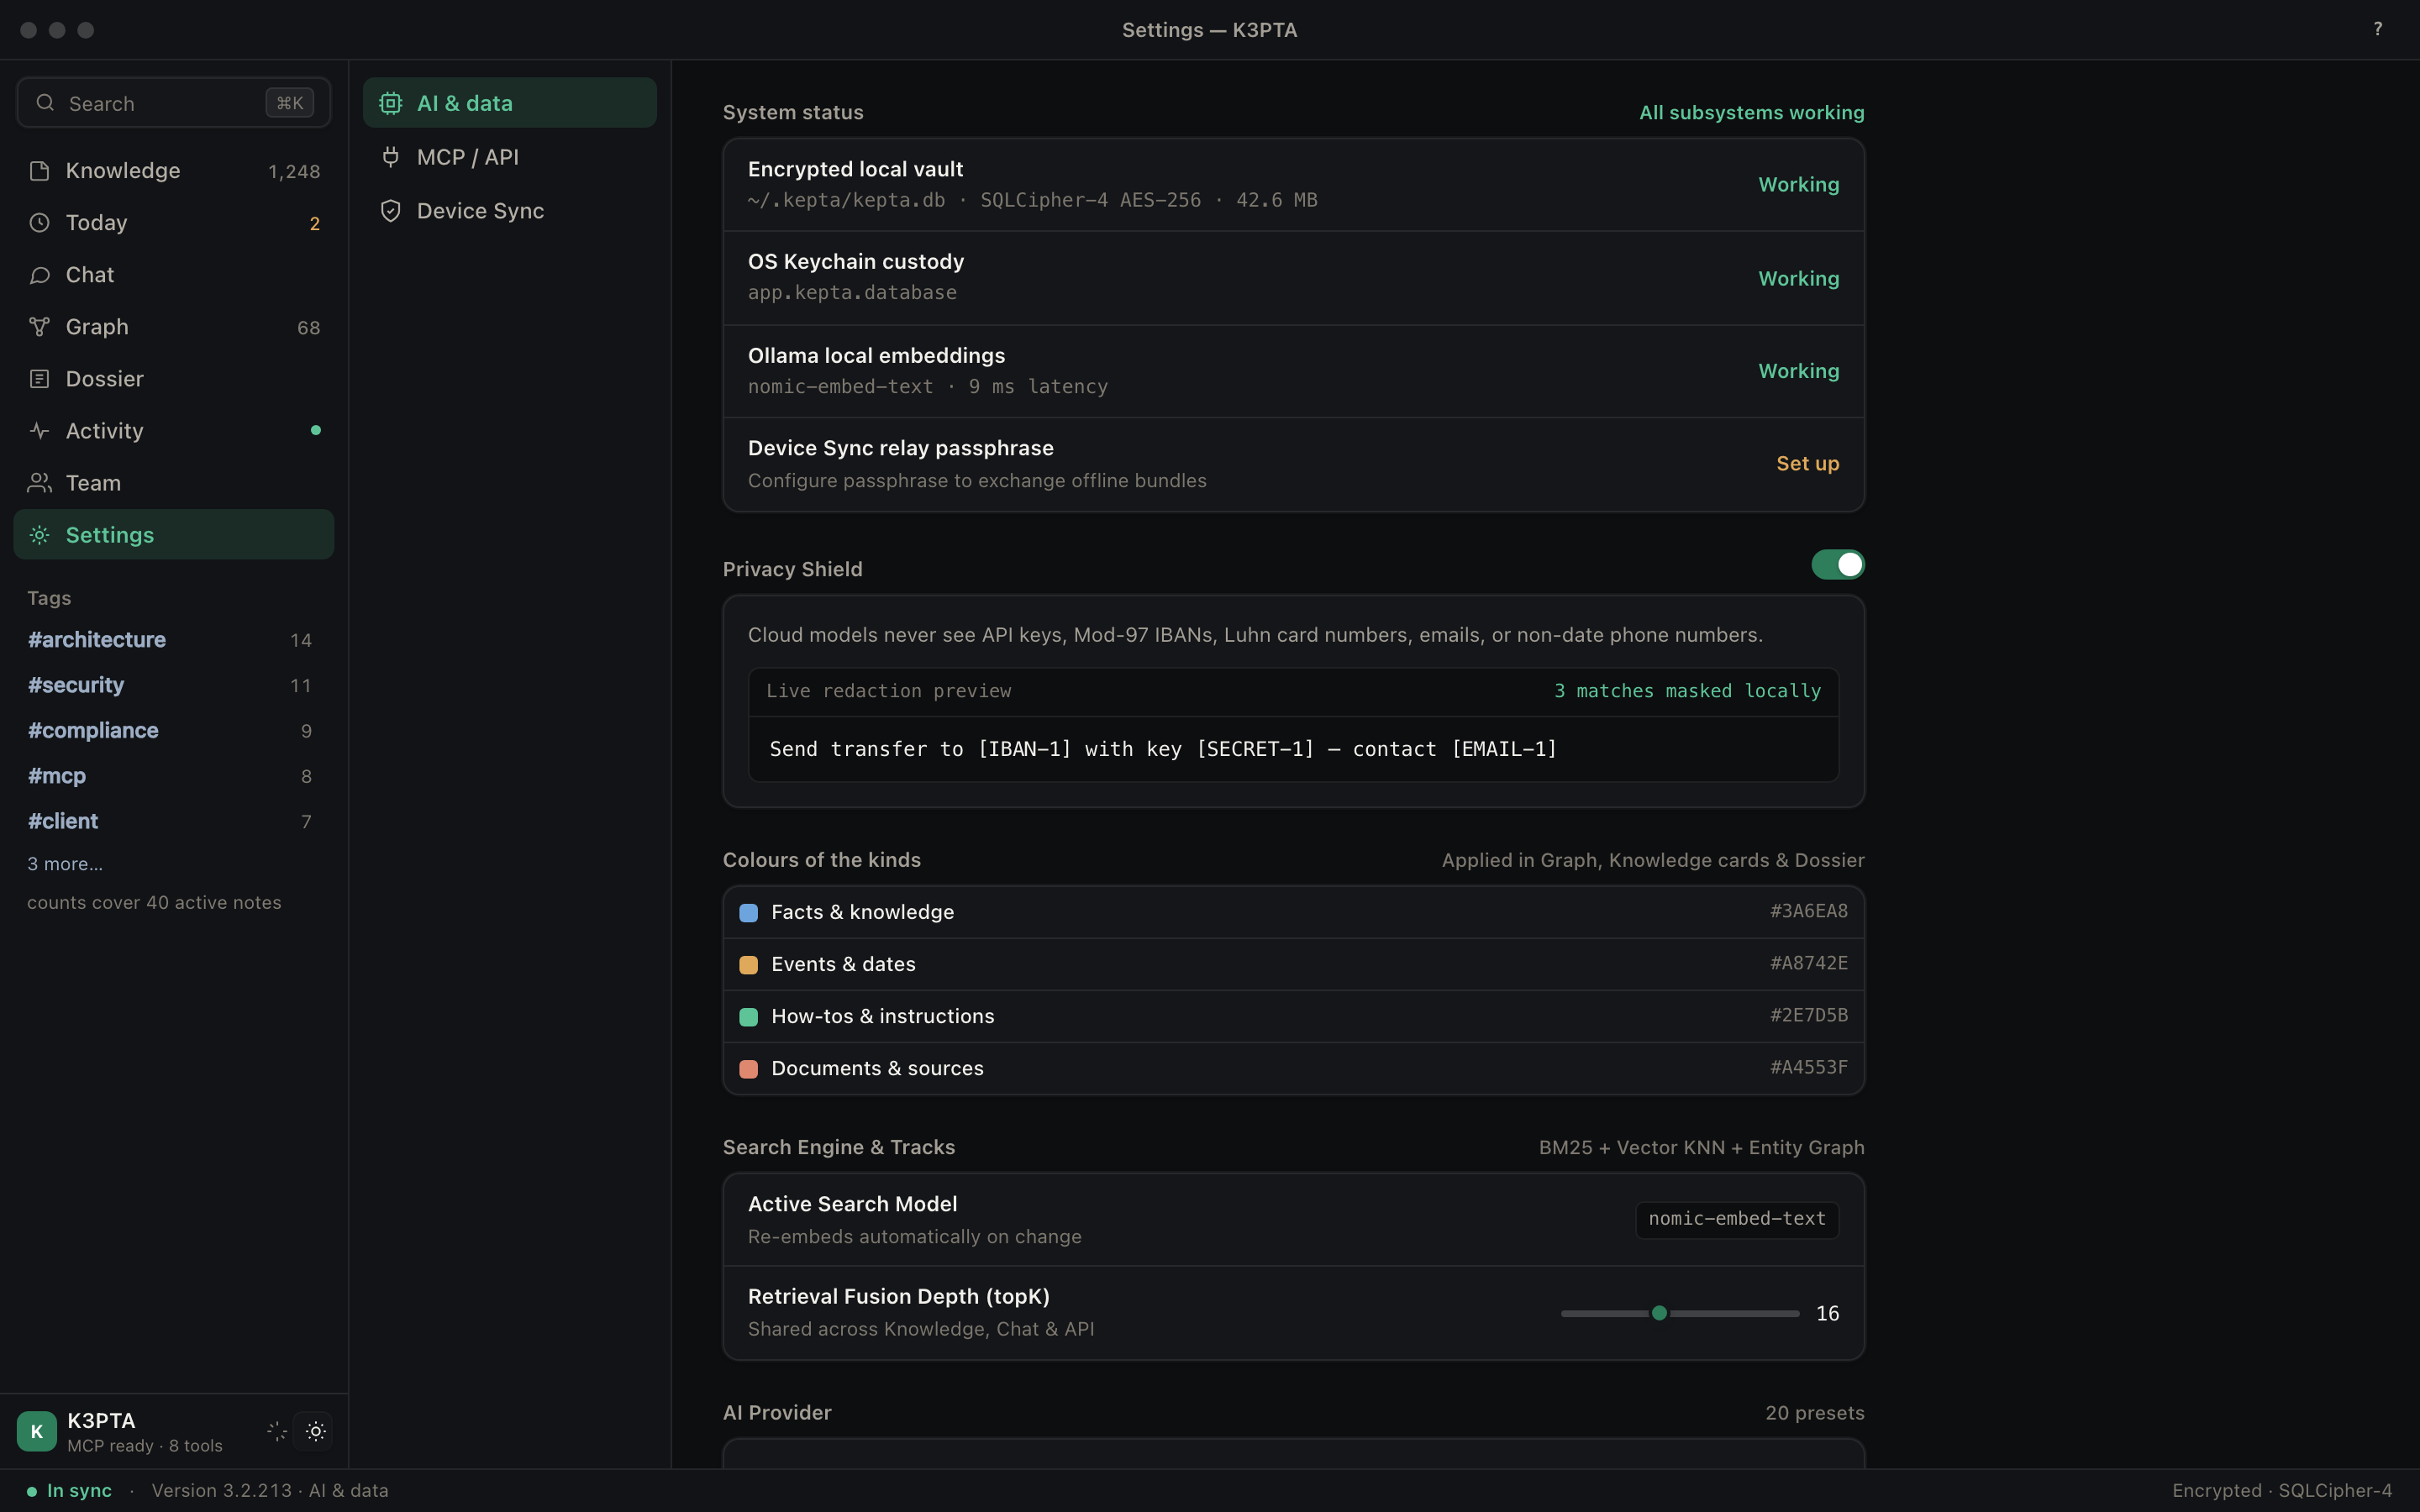 Settings — K3PTA
?
Search ⌘K
Knowledge 1,248
Today 2
Chat
Graph 68
Dossier
Activity
Team
Settings
Tags
#architecture 14
#security 11
#compliance 9
#mcp 8
#client 7
3 more...
counts cover 40 active notes
K K3PTA
MCP ready · 8 tools
AI & data
MCP / API
Device Sync
System status All subsystems working
Encrypted local vault
~/.kepta/kepta.db · SQLCipher-4 AES-256 · 42.6 MB
Working
OS Keychain custody
app.kepta.database
Working
Ollama local embeddings
nomic-embed-text · 9 ms latency
Working
Device Sync relay passphrase
Configure passphrase to exchange offline bundles
Set up
Privacy Shield
Cloud models never see API keys, Mod-97 IBANs, Luhn card numbers, emails, or non-date phone numbers.
Live redaction preview 3 matches masked locally
Send transfer to [IBAN-1] with key [SECRET-1] — contact [EMAIL-1]
Colours of the kinds Applied in Graph, Knowledge cards & Dossier
Facts & knowledge #3A6EA8
Events & dates #A8742E
How-tos & instructions #2E7D5B
Documents & sources #A4553F
Search Engine & Tracks BM25 + Vector KNN + Entity Graph
Active Search Model
Re-embeds automatically on change
nomic-embed-text
Retrieval Fusion Depth (topK)
Shared across Knowledge, Chat & API
16
AI Provider 20 presets
In sync · Version 3.2.213 · AI & data
Encrypted · SQLCipher-4